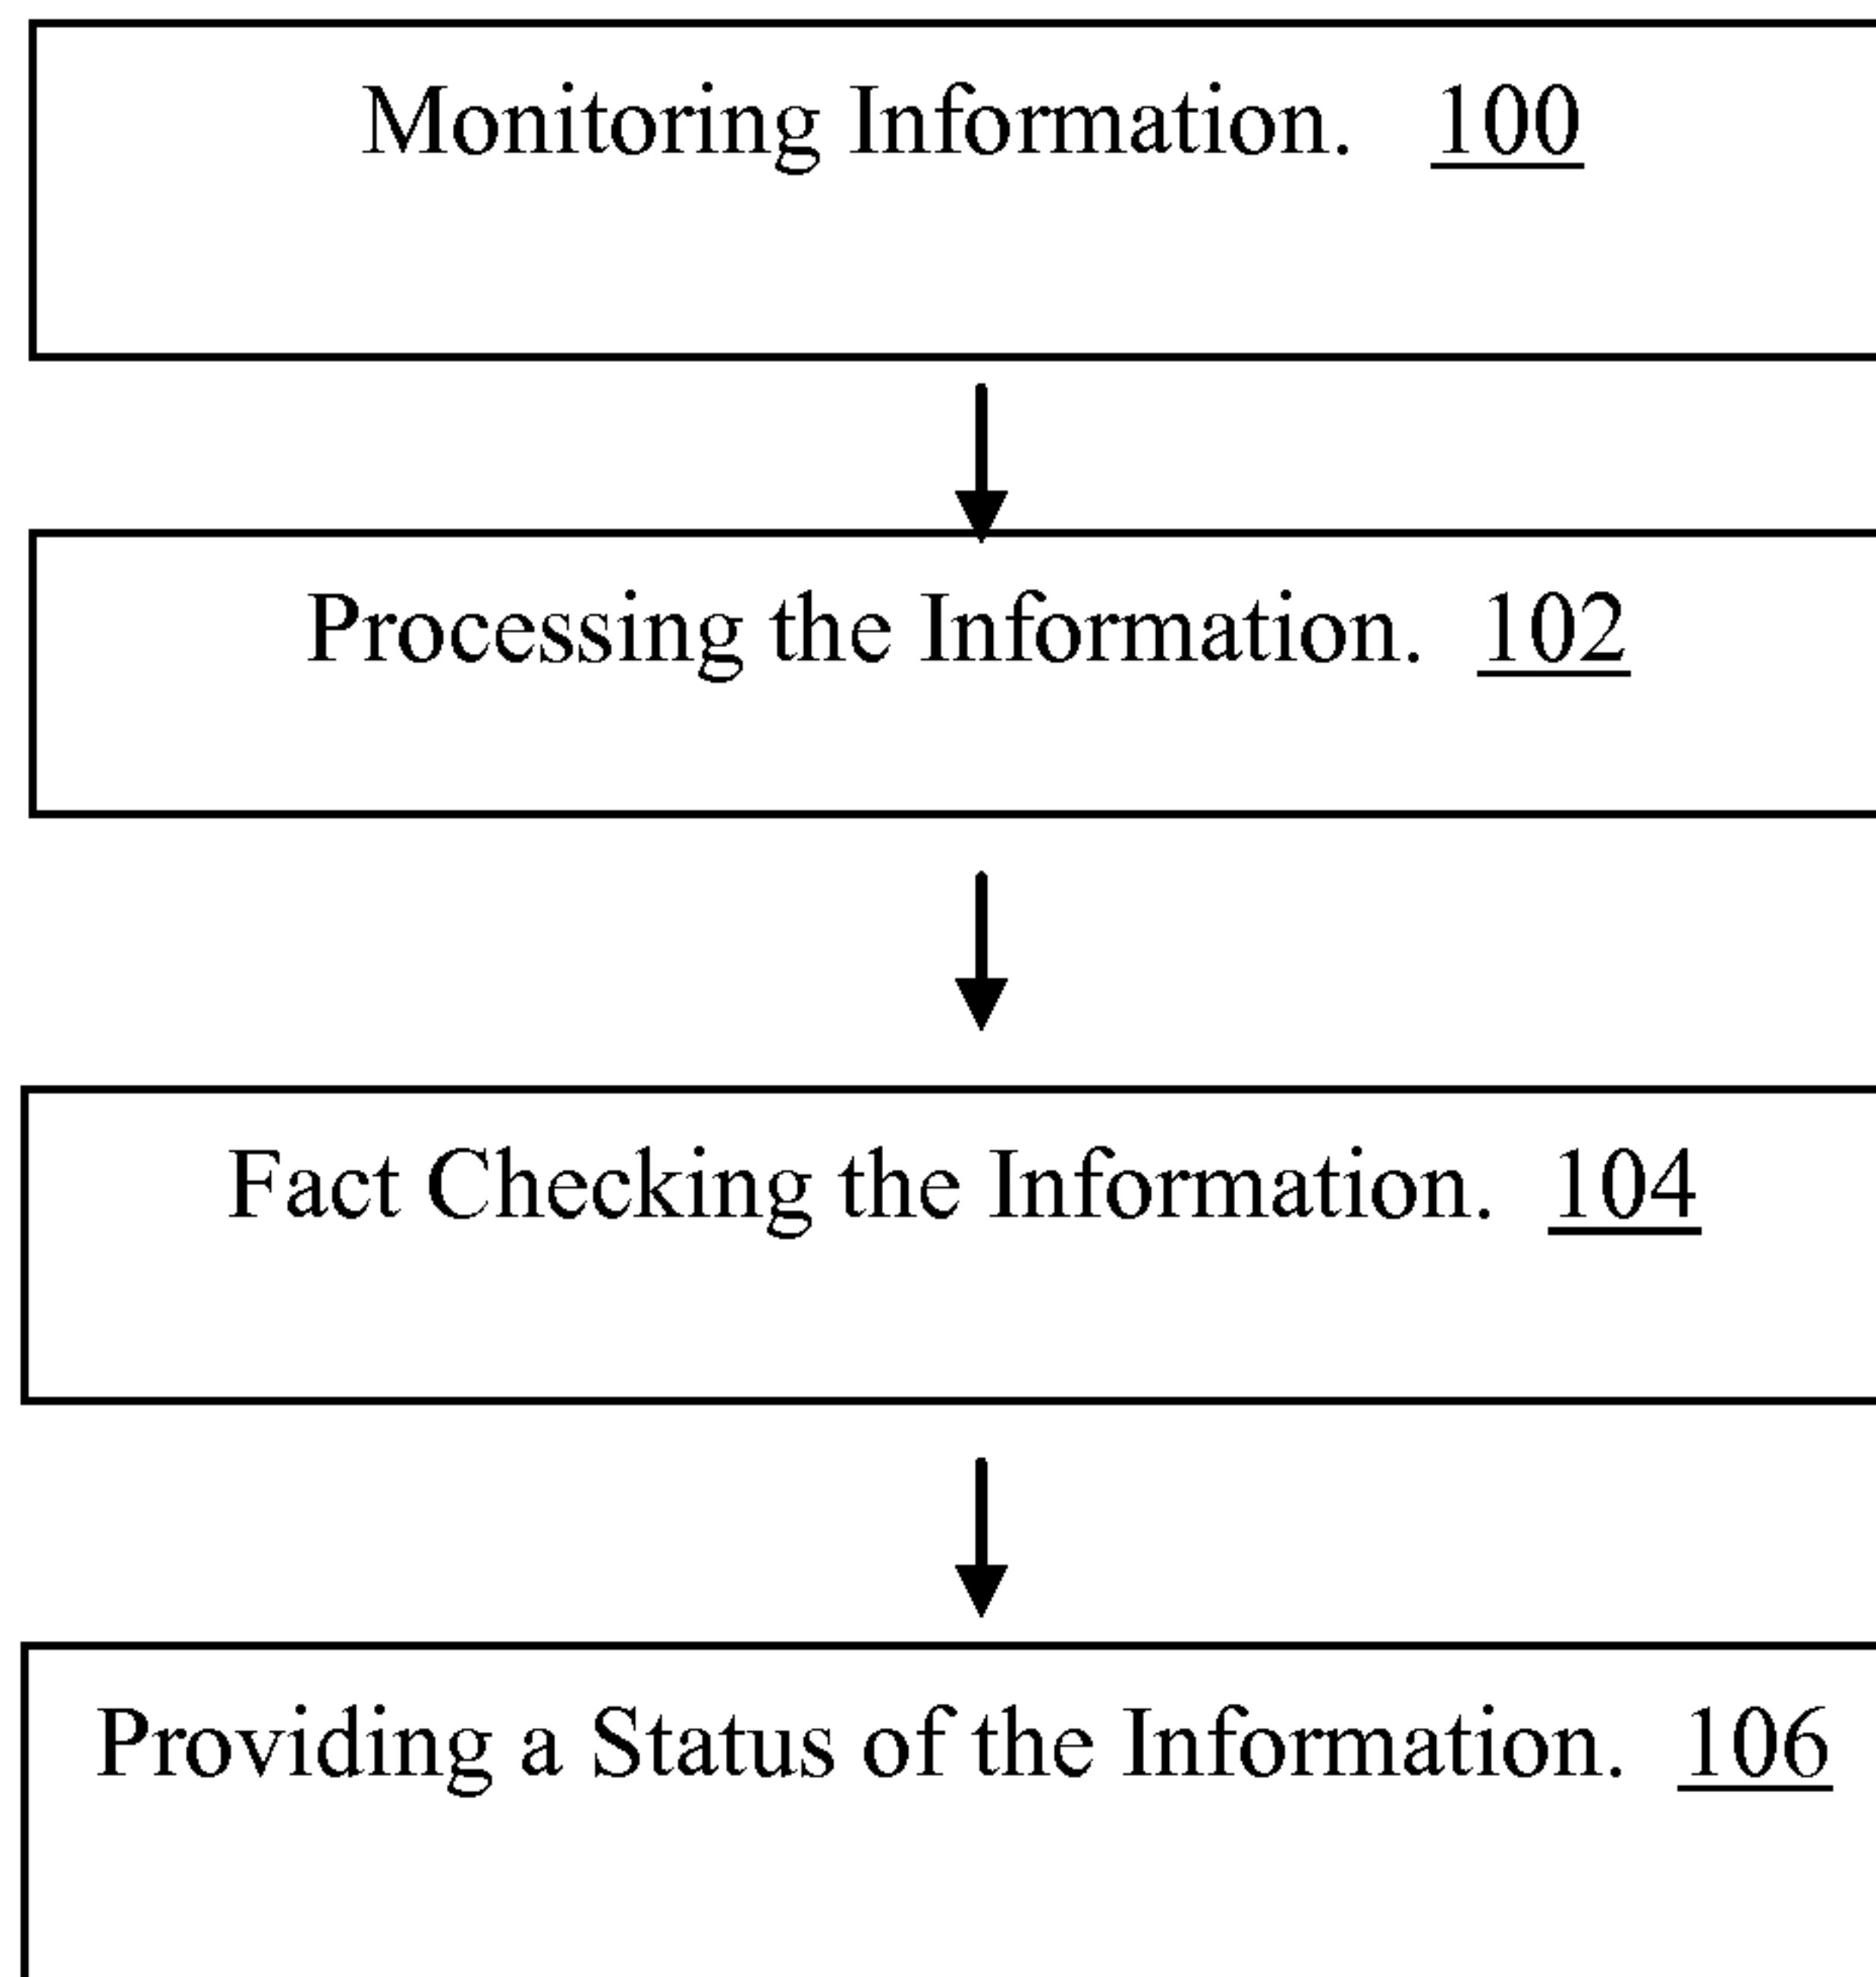 Monitoring Information. 100
Processing the Information. 102
Fact Checking the Information. 104
Providing a Status of the Information. 106